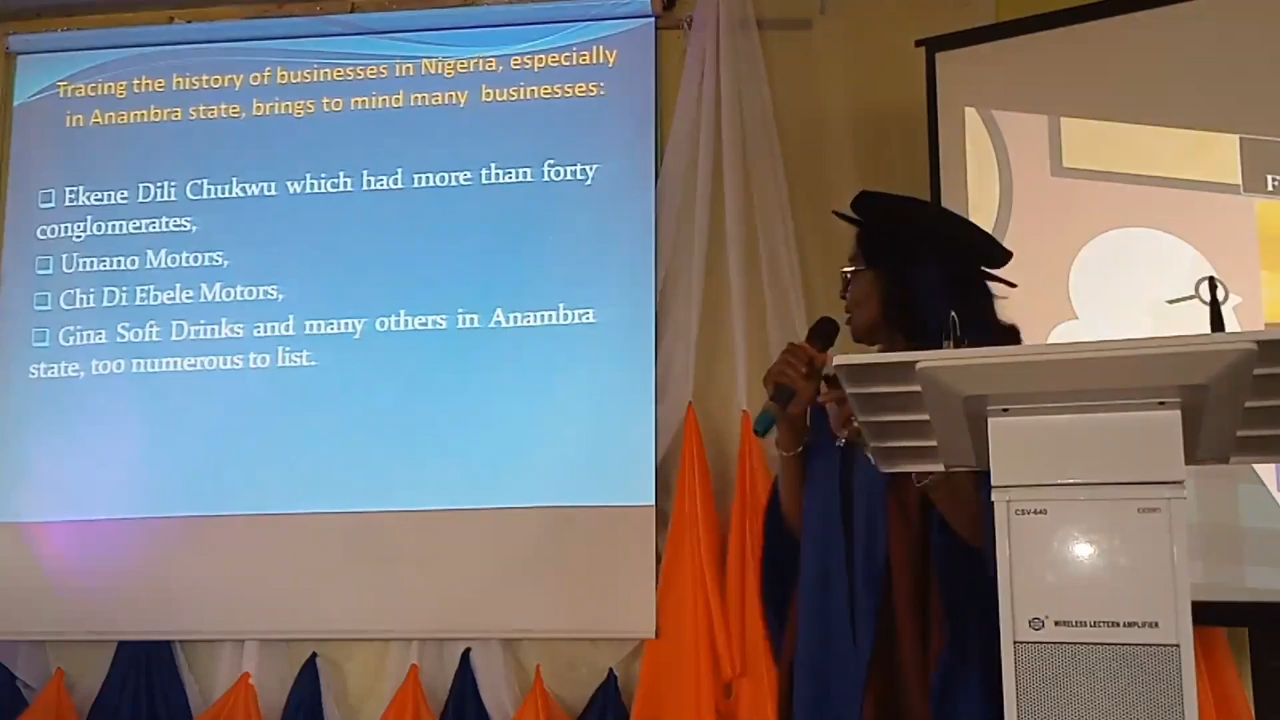 Tracing the history of businesses in Nigeria, especially
in Anambra state, brings to mind many businesses:
❑ Ekene Dili Chukwu which had more than forty
conglomerates,
❑ Umano Motors,
❑ Chi Di Ebele Motors,
❑ Gina Soft Drinks and many others in Anambra
state, too numerous to list.
F
CSV-640
WIRELESS LECTERN AMPLIFIER